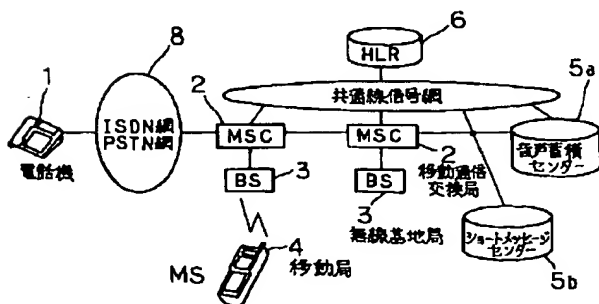 6
HLR
8
共通線信号網
5a
1
2
ISDN網
PSTN網
MSC
MSC
音声蓄積
センター
電話機
2
移動通信
交換局
BS
3
BS
3
無線基地局
4
MS
移動局
ショートメッセージ
センター
5b